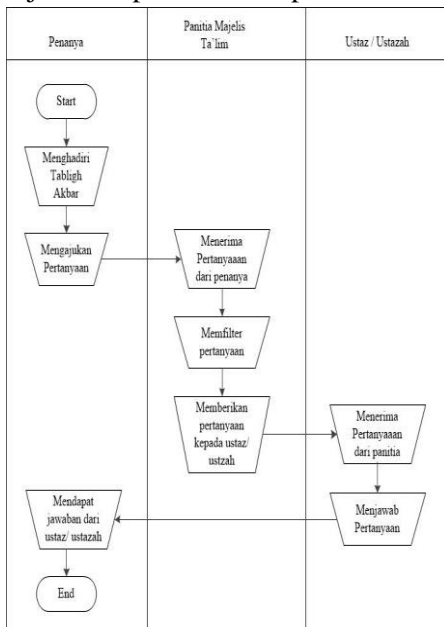 Penanya
Panitia Majelis
Ta'lim
Ustaz / Ustazah
Start
Menghadiri
Tabligh
Akbar
Mengajukan
Pertanyaan
Menerima
Pertanyaaan
dari penanya
Memfilter
pertanyaan
Memberikan
pertanyaan
kepada ustaz/
ustzah
Menerima
Pertanyaaan
dari panitia
Menjawab
Pertanyaan
Mendapat
jawaban dari
ustaz/ ustazah
End